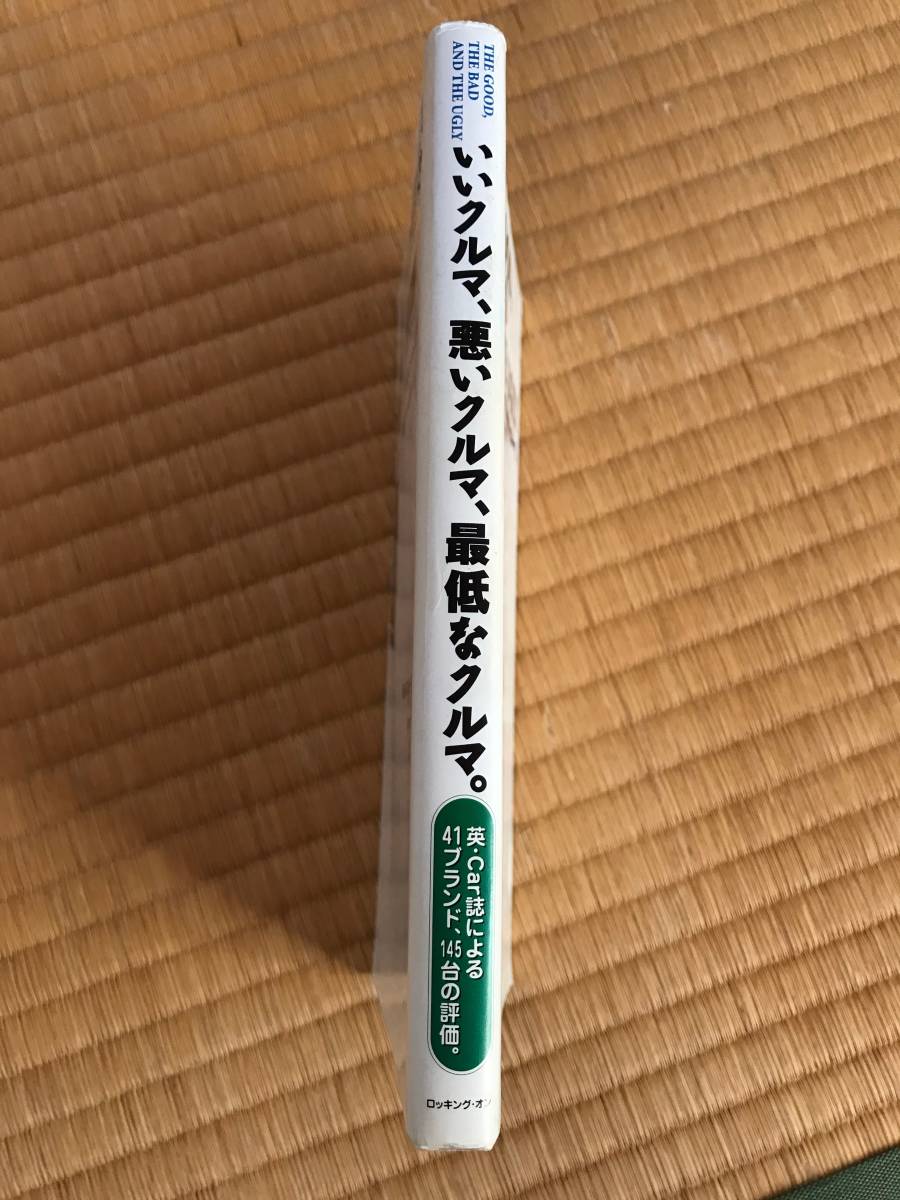 THE GOOD,
THE BAD
AND THE UGLY
いいクルマ、悪いクルマ、最低なクルマ。
英・Car誌による
41ブランド、145台の評価。
ロッキング・オン